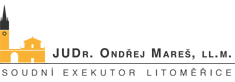 JUDr. Ondřej Mareš, LL.M.
SOUDNÍ EXEKUTOR LITOMĚŘICE